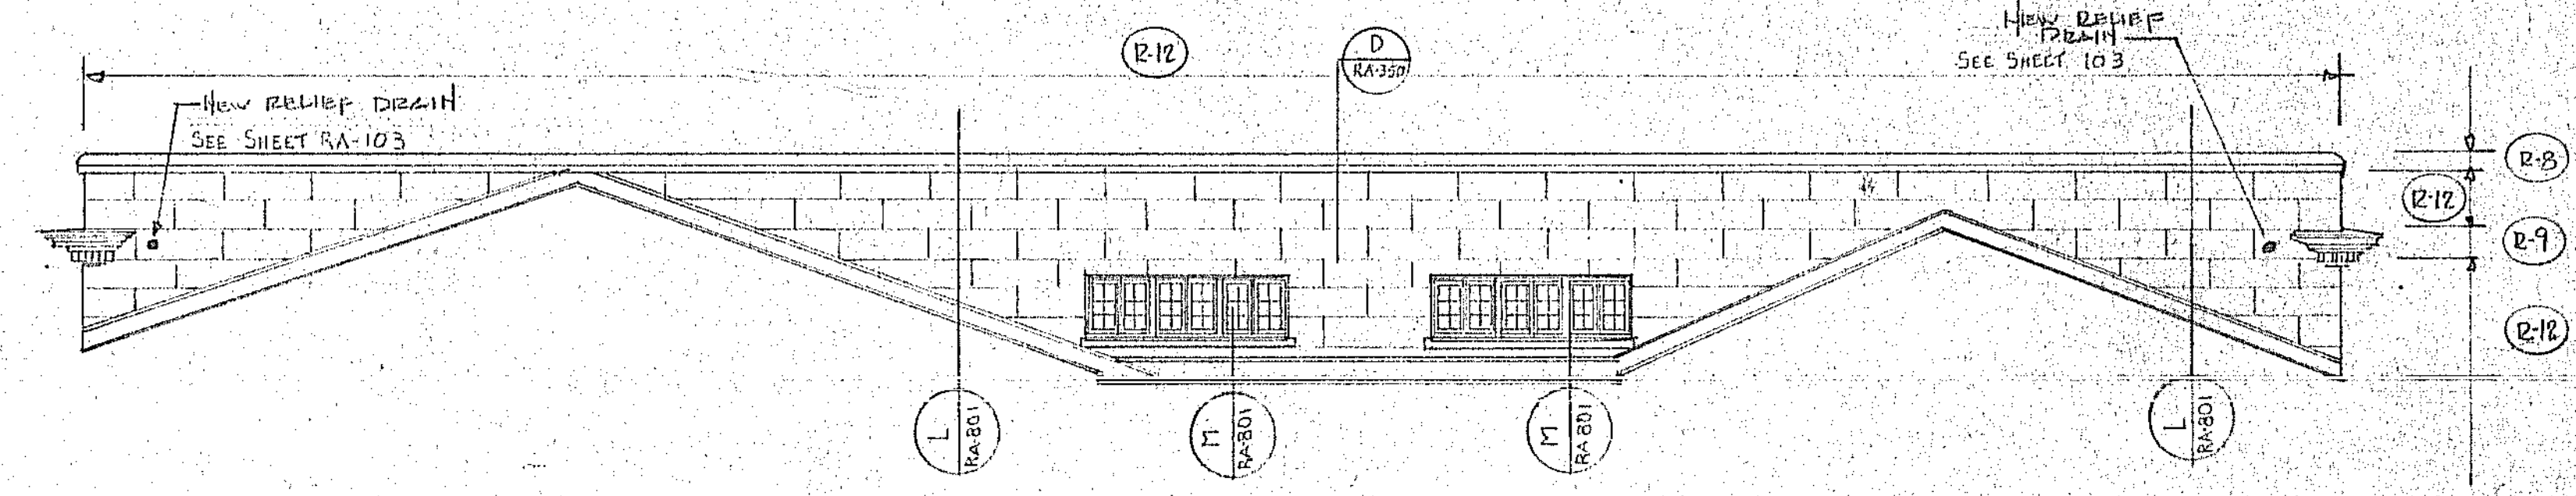 R-12
D
RA-350
NEW RELIEF
DRAIN
SEE SHEET 103
NEW RELIEF DRAIN
SEE SHEET RA-103
R-8
R-12
R-9
R-12
L
RA-801
M
RA-801
M
RA-801
L
RA-801